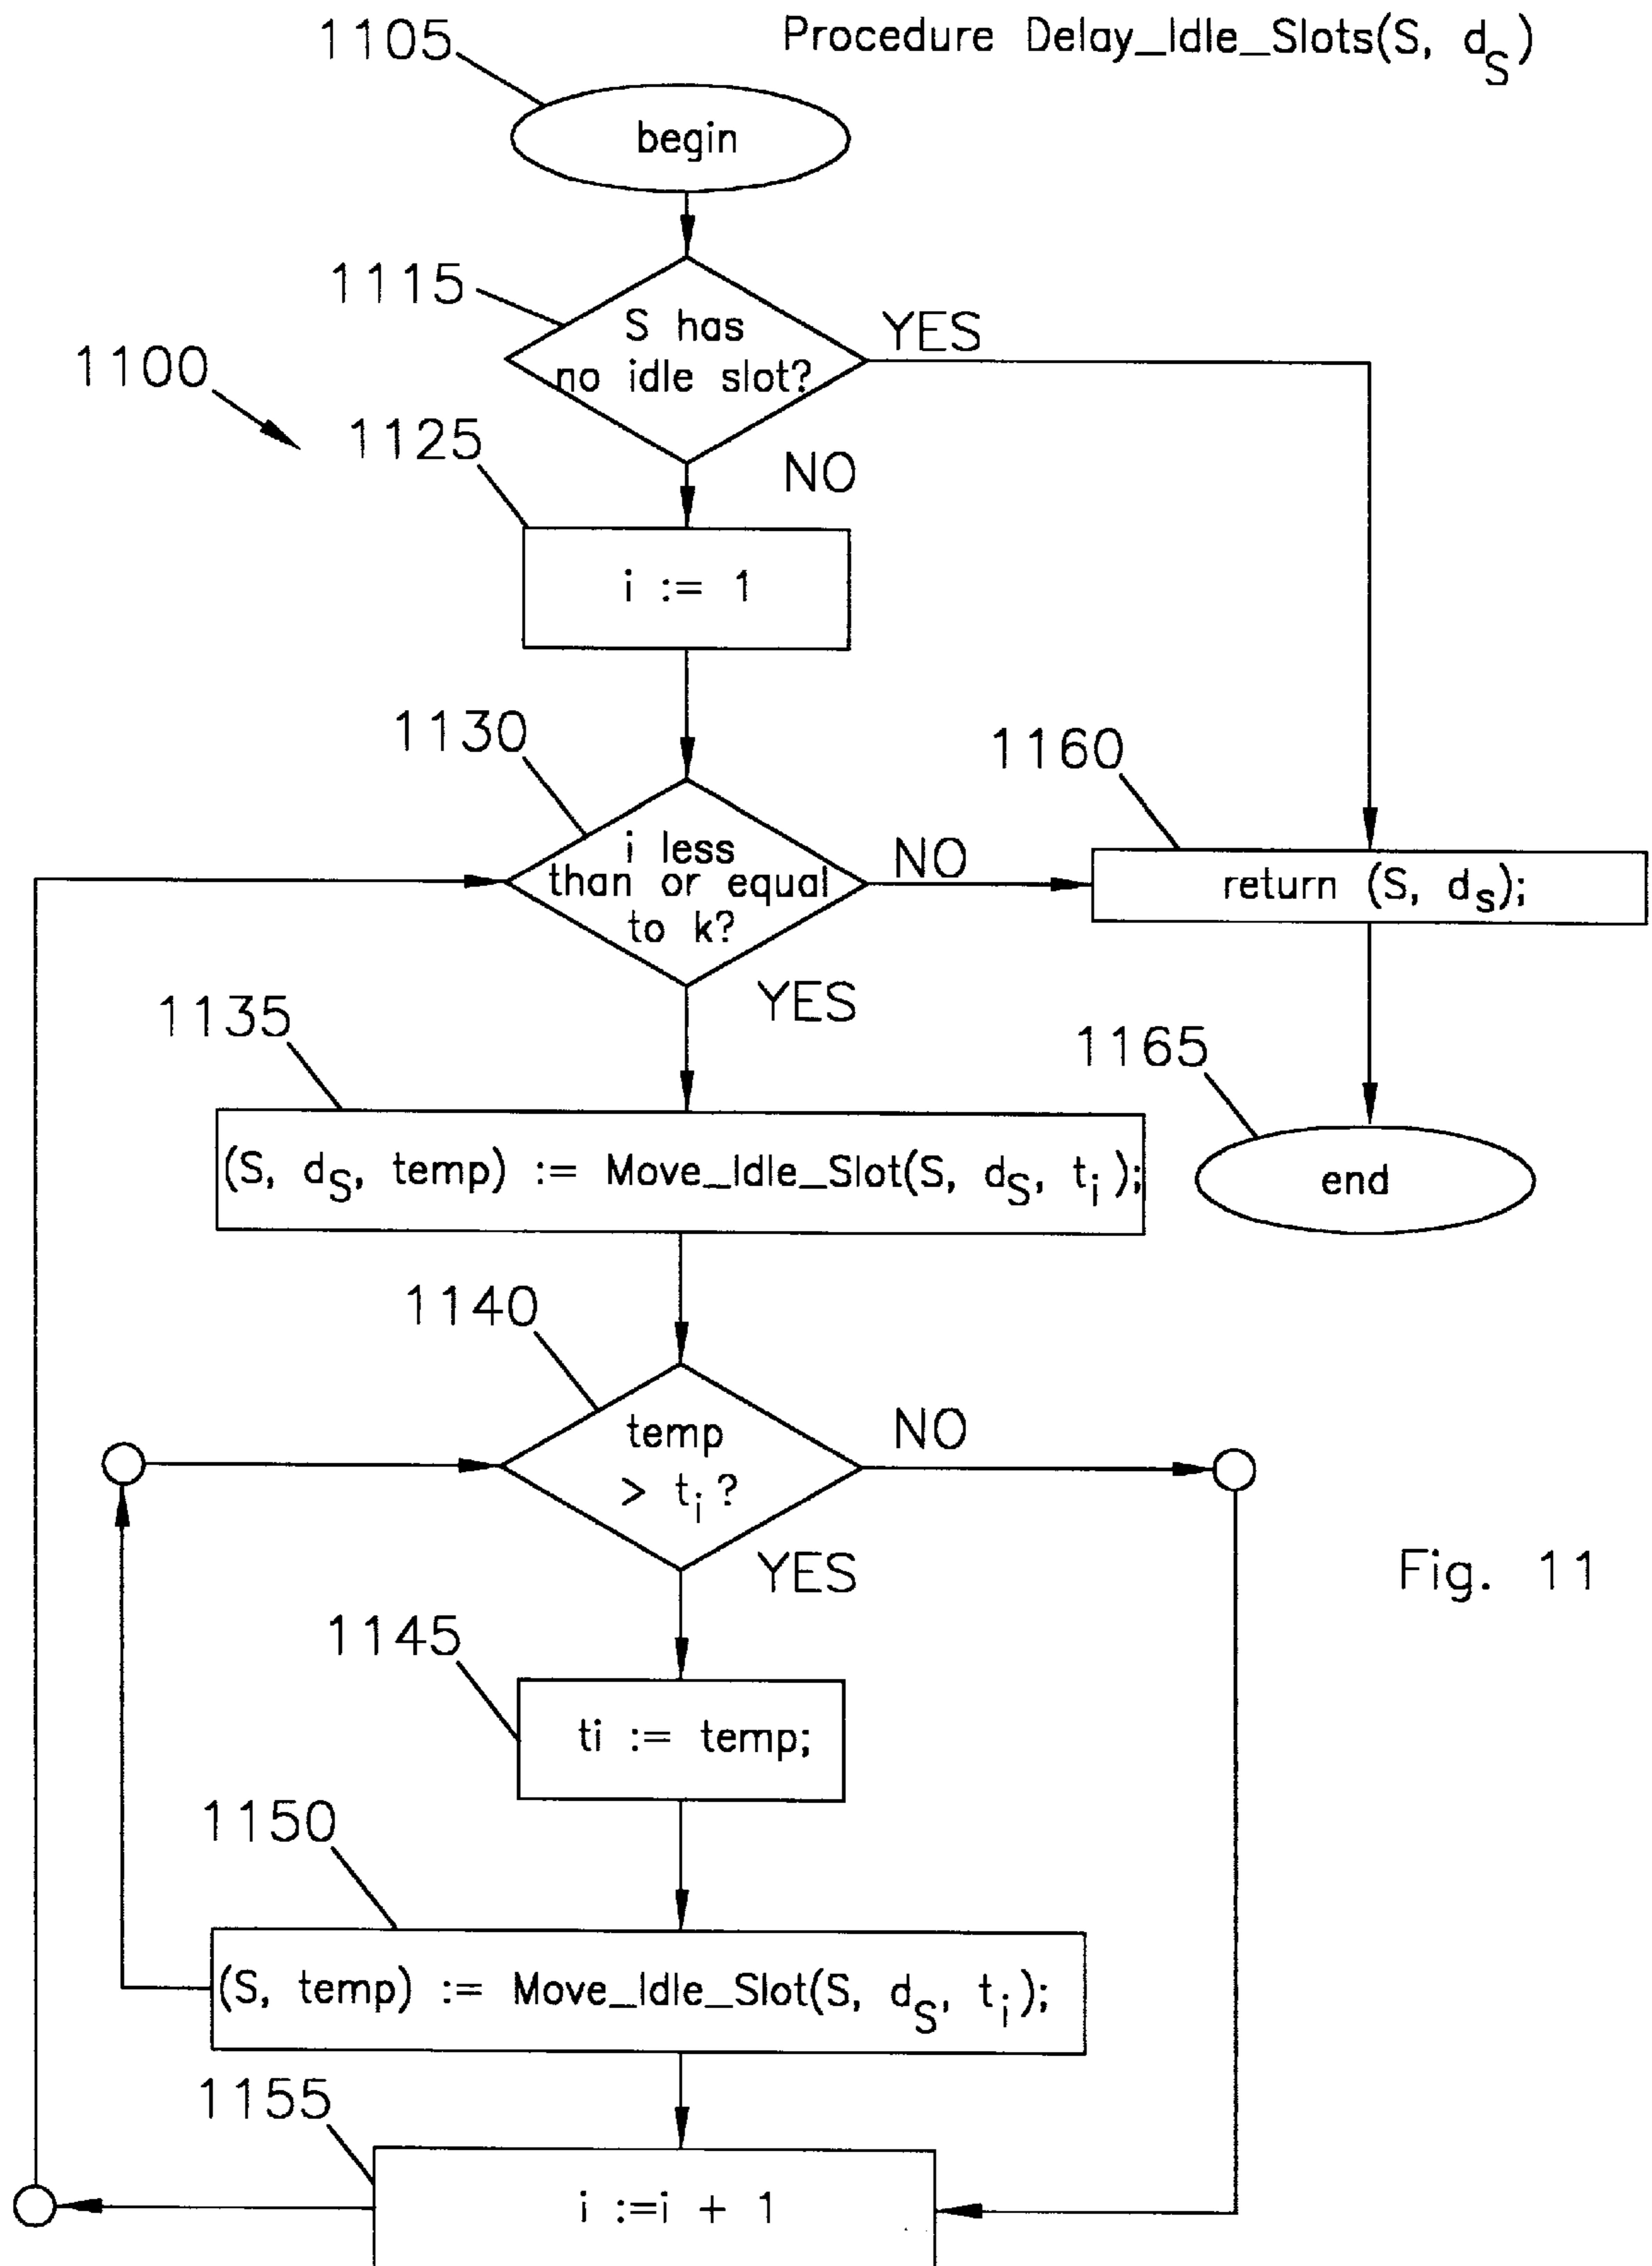 Procedure Delay_Idle_Slots(S, dS)
1105
begin
1115
S has
no idle slot?
YES
1100
NO
1125
i := 1
1130
i less
than or equal
to k?
NO
1160
return (S, ds);
YES
1135
(S, dS, temp) := Move_Idle_Slot(S, dS, ti);
1165
end
1140
temp
> ti?
NO
YES
Fig. 11
1145
ti := temp;
1150
(S, temp) := Move_Idle_Slot(S, dS, ti);
1155
i :=i + 1